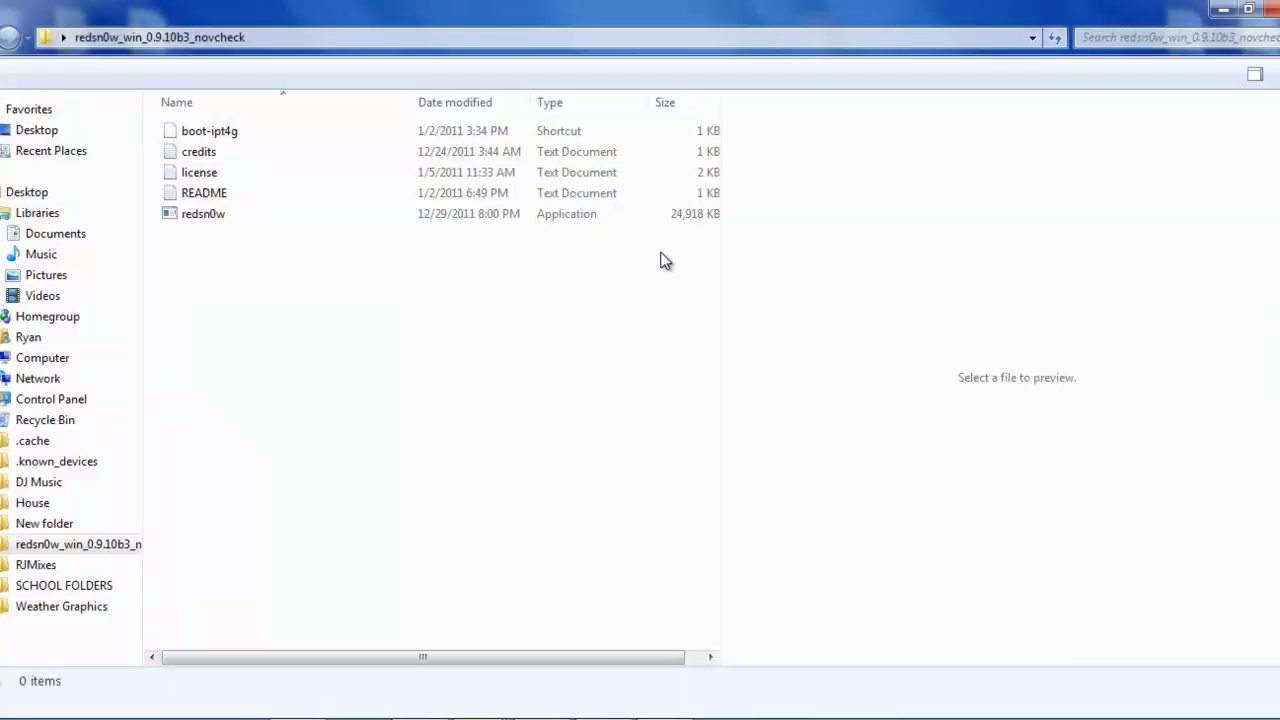 redsn0w_win_0.9.10b3_novcheck
Search redsn0w_win_0.9.10b3_novchec
Name Date modified Type Size
boot-ipt4g 1/2/2011 3:34 PM Shortcut 1 KB
credits 12/24/2011 3:44 AM Text Document 1 KB
license 1/5/2011 11:33 AM Text Document 2 KB
README 1/2/2011 6:49 PM Text Document 1 KB
redsn0w 12/29/2011 8:00 PM Application 24,918 KB
Favorites
Desktop
Recent Places
Desktop
Libraries
Documents
Music
Pictures
Videos
Homegroup
Ryan
Computer
Network
Control Panel
Recycle Bin
.cache
.known_devices
DJ Music
House
New folder
redsn0w_win_0.9.10b3_n
RJMixes
SCHOOL FOLDERS
Weather Graphics
Select a file to preview.
0 items